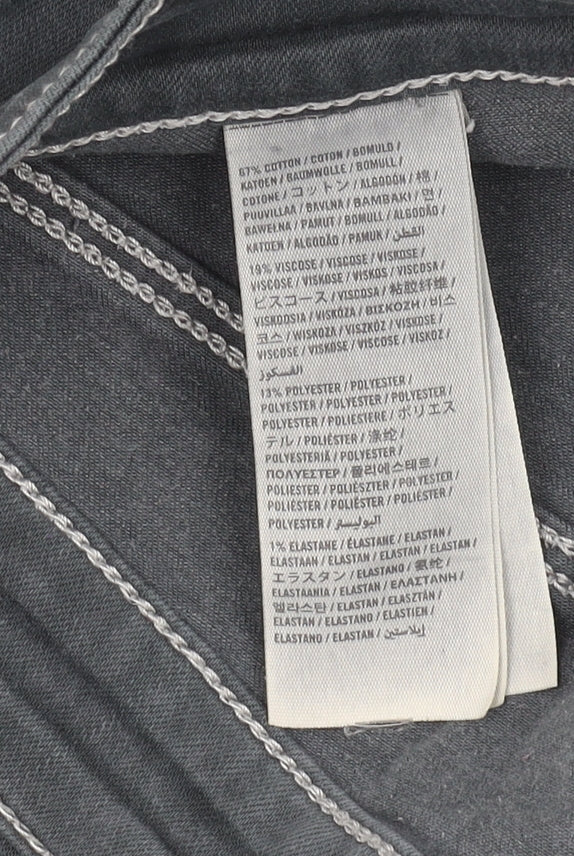 67% COTTON / COTON / BOMULD /
KATOEN / BAUMWOLLE / BOMULL /
COTONE / コットン / ALGODÓN / 棉 /
PUUVILLAA / BAVLNA / ΒΑΜΒΑΚΙ / 면 /
BAWEŁNA / PAMUT / BOMULL / ALGODÃO /
KATOEN / ALGODÃO / PAMUK / القطن
19% VISCOSE / VISCOSE / VISKOSE /
VISCOSE / VISKOSE / VISKOS / VISCOSA /
ビスコース / VISCOSA / 粘胶纤维 /
VISKOOSIA / VISKÓZA / ΒΙΣΚΟΖΗ / 비스
코스 / WISKOZA / VISZKÓZ / VISKOSE /
VISCOSE / VISKOSE / VISCOSE / VISKOZ
الفسكوز
13% POLYESTER / POLYESTER /
POLYESTER / POLYESTER / POLYESTER /
POLYESTER / POLIESTERE / ポリエス
テル / POLIÉSTER / 涤纶 /
POLYESTERIÄ / POLYESTER /
ΠΟΛΥΕΣΤΕΡ / 폴리에스테르 /
POLIESTER / POLIÉSZTER / POLYESTER /
POLIÉSTER / POLIÉSTER / POLIÉSTER /
POLYESTER / البوليستر
1% ELASTANE / ÉLASTANE / ELASTAN /
ELASTAAN / ELASTAN / ELASTAN / ELASTAN /
エラスタン / ELASTANO / 氨纶 /
ELASTAANIA / ELASTAN / ΕΛΑΣΤΑΝΗ /
엘라스탄 / ELASTAN / ELASZTÁN /
ELASTAN / ELASTANO / ELASTIEN /
ELASTANO / ELASTAN / إيلاستين